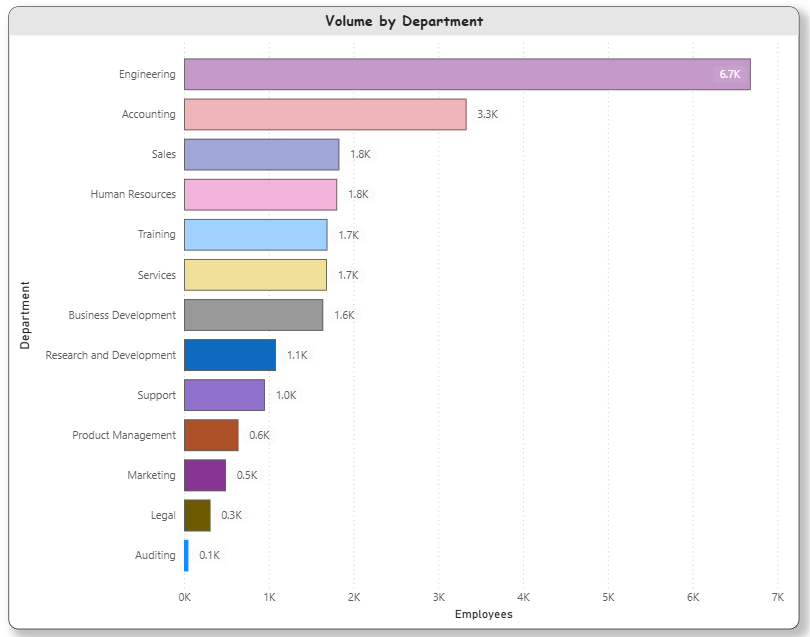 Volume by Department
Engineering 6.7K
Accounting 3.3K
Sales 1.8K
Human Resources 1.8K
Training 1.7K
Services 1.7K
Business Development 1.6K
Research and Development 1.1K
Support 1.0K
Product Management 0.6K
Marketing 0.5K
Legal 0.3K
Auditing 0.1K
Department
0K 1K 2K 3K 4K 5K 6K 7K
Employees